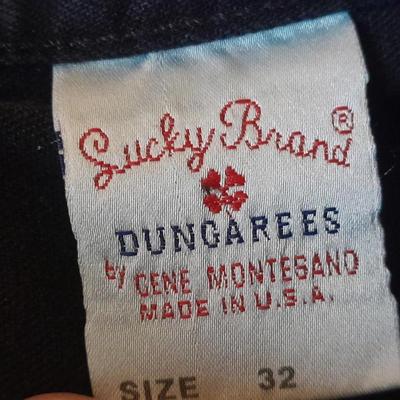 Lucky Brand ®
DUNGAREES
by GENE MONTESANO
MADE IN U.S.A.
SIZE 32